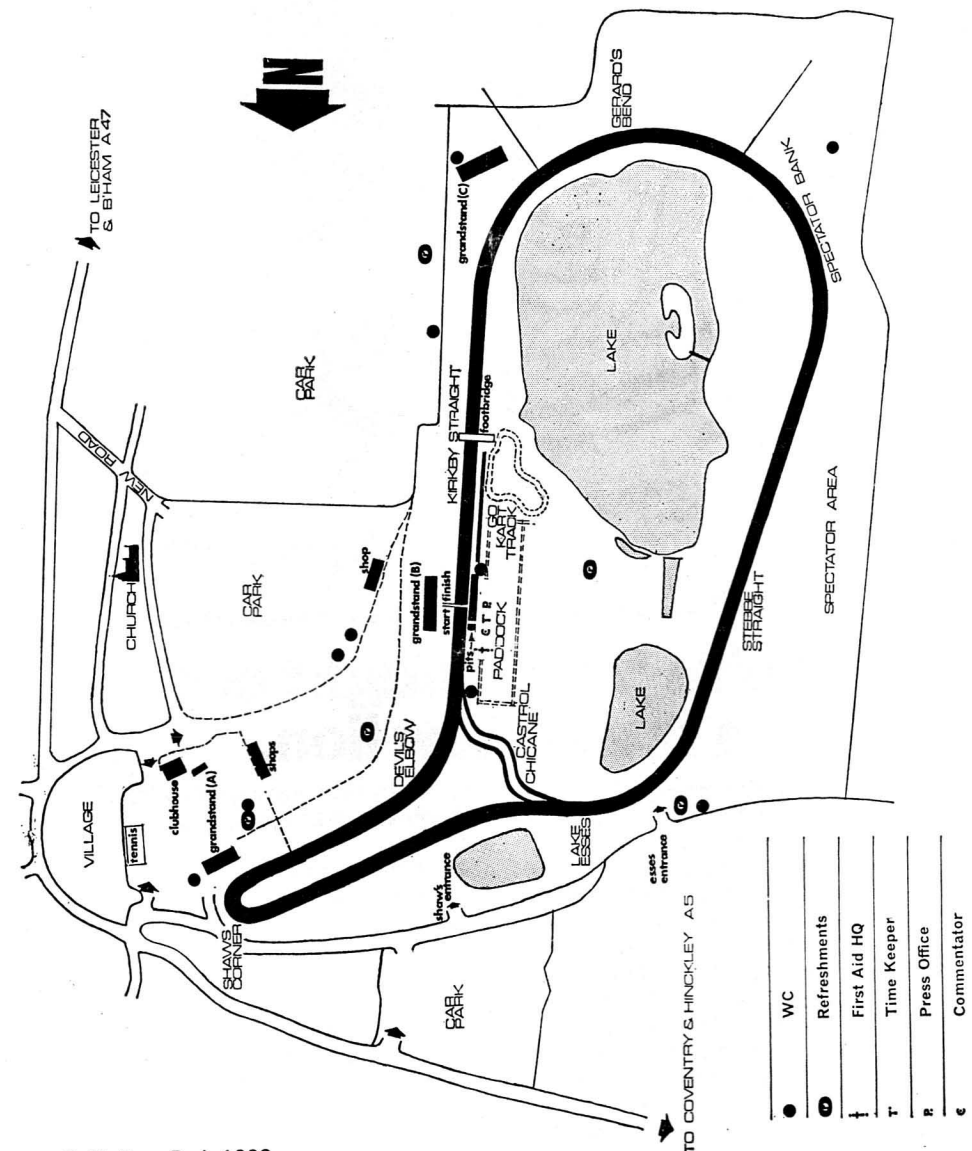 N
TO LEICESTER
& B'HAM A47
GERARD'S
BEND
SPECTATOR BANK
grandstand (C)
CAR
PARK
LAKE
KIRKBY STRAIGHT
footbridge
NEW ROAD
CHURCH
CAR
PARK
shop
grandstand (B)
start finish
GO
KART
TRACK
pits
c T P.
PADDOCK
SPECTATOR AREA
STEBBE
STRAIGHT
LAKE
CASTROL
CHICANE
DEVIL'S
ELBOW
shops
clubhouse
grandstand (A)
VILLAGE
tennis
LAKE
ESSES
esses
entrance
shaw's
entrance
SHAWS
CORNER
CAR
PARK
TO COVENTRY & HINCKLEY A5
WC
Refreshments
First Aid HQ
T Time Keeper
P. Press Office
c Commentator